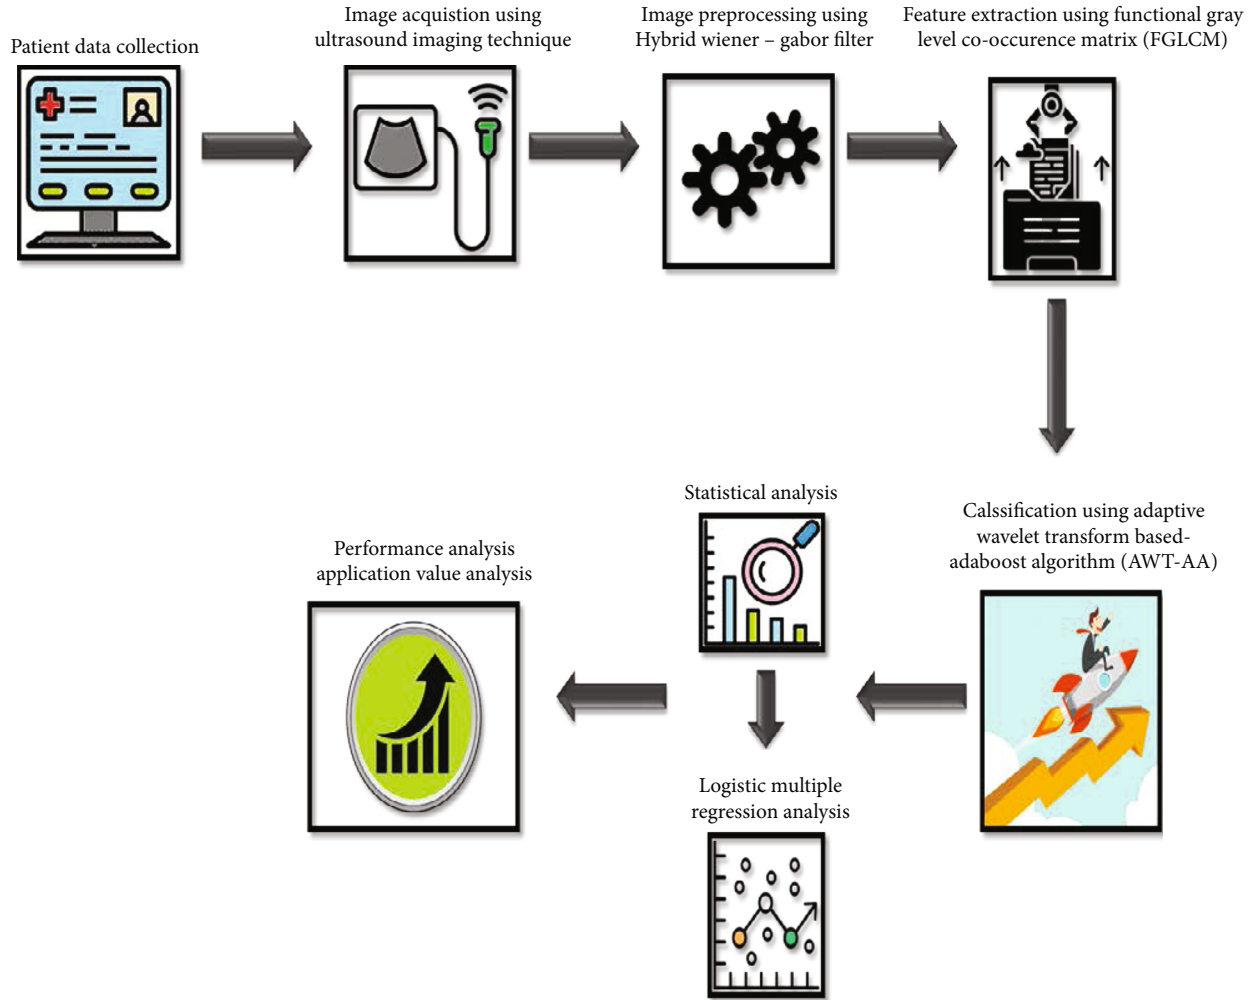 Patient data collection
Image acquistion using
ultrasound imaging technique
Image preprocessing using
Hybrid wiener – gabor filter
Feature extraction using functional gray
level co-occurence matrix (FGLCM)
Calssification using adaptive
wavelet transform based-
adaboost algorithm (AWT-AA)
Statistical analysis
Logistic multiple
regression analysis
Performance analysis
application value analysis